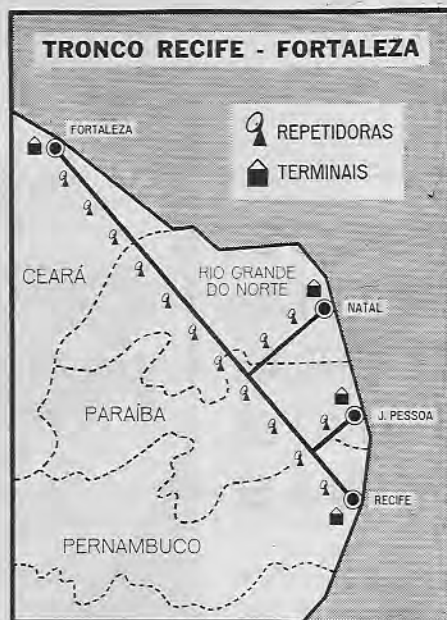 TRONCO RECIFE - FORTALEZA
FORTALEZA
REPETIDORAS
TERMINAIS
CEARÁ
RIO GRANDE
DO NORTE
NATAL
PARAÍBA
J. PESSOA
RECIFE
PERNAMBUCO